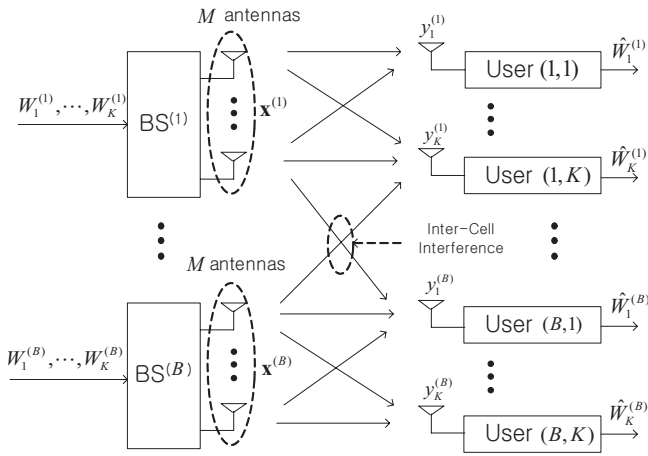 M antennas
W_1^{(1)}, ⋯, W_K^{(1)}
BS^{(1)}
x^{(1)}
y_1^{(1)}
User (1,1)
Ŵ_1^{(1)}
y_K^{(1)}
User (1, K)
Ŵ_K^{(1)}
Inter-Cell
Interference
M antennas
W_1^{(B)}, ⋯, W_K^{(B)}
BS^{(B)}
x^{(B)}
y_1^{(B)}
User (B,1)
Ŵ_1^{(B)}
y_K^{(B)}
User (B, K)
Ŵ_K^{(B)}